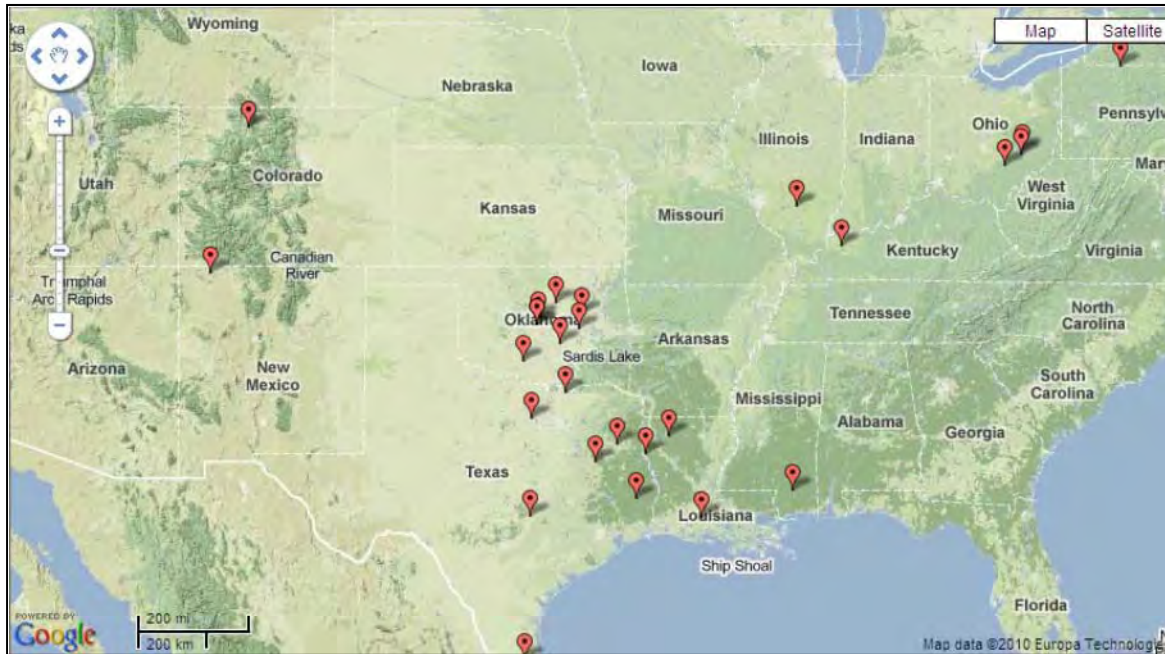 Wyoming
Map
Satellite
Iowa
Nebraska
Ohio
Pennsylv
Illinois
Indiana
Mar
Utah
Colorado
Kansas
Missouri
West
Virginia
Kentucky
Virginia
Canadian
River
Oklahoma
Tennessee
North
Carolina
Arkansas
Sardis Lake
Arizona
New
Mexico
South
Carolina
Mississippi
Alabama
Georgia
Texas
Louisiana
Ship Shoal
Florida
POWERED BY
Google
200 mi
200 km
Map data ©2010 Europa Technologie